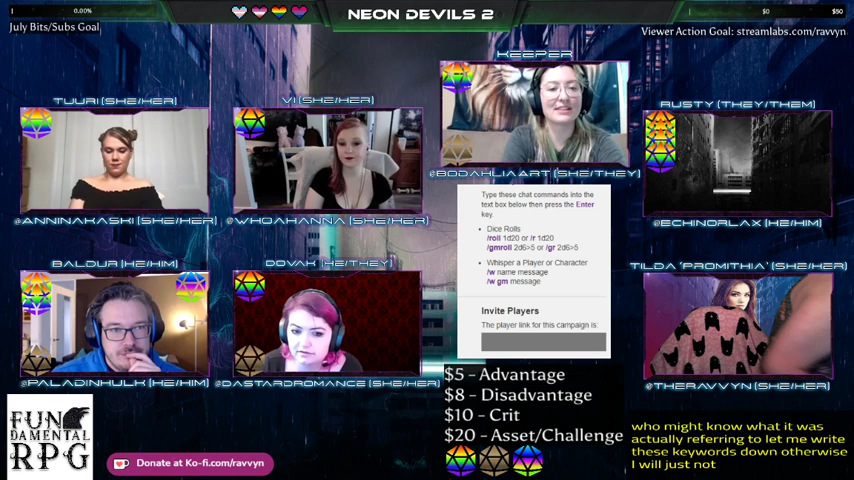 0.00%
NEON DEVILS 2
$0
$50
July Bits/Subs Goal
Viewer Action Goal: streamlabs.com/ravvyn
KEEPER
TUURI (SHE/HER)
VI (SHE/HER)
RUSTY (THEY/THEM)
@BODAHLIAART (SHE/THEY)
@ANNINAKASKI (SHE/HER)
@WHOAHANNA (SHE/HER)
@ECHINORLAX (HE/HIM)
Type these chat commands into the
text box below then press the Enter
key.
Dice Rolls
/roll 1d20 or /r 1d20
/gmroll 2d6>5 or /gr 2d6>5
Whisper a Player or Character
/w name message
/w gm message
Invite Players
The player link for this campaign is:
BALDUR (HE/HIM)
DOVAK (HE/THEY)
TILDA 'PROMITHIA' (SHE/HER)
@PALADINHULK (HE/HIM)
@DASTARDROMANCE (SHE/HER)
@THERAVVYN (SHE/HER)
$5 - Advantage
$8 - Disadvantage
$10 - Crit
$20 - Asset/Challenge
FUN
DAMENTAL
RPG
Donate at Ko-fi.com/ravvyn
who might know what it was
actually referring to let me write
these keywords down otherwise
I will just not